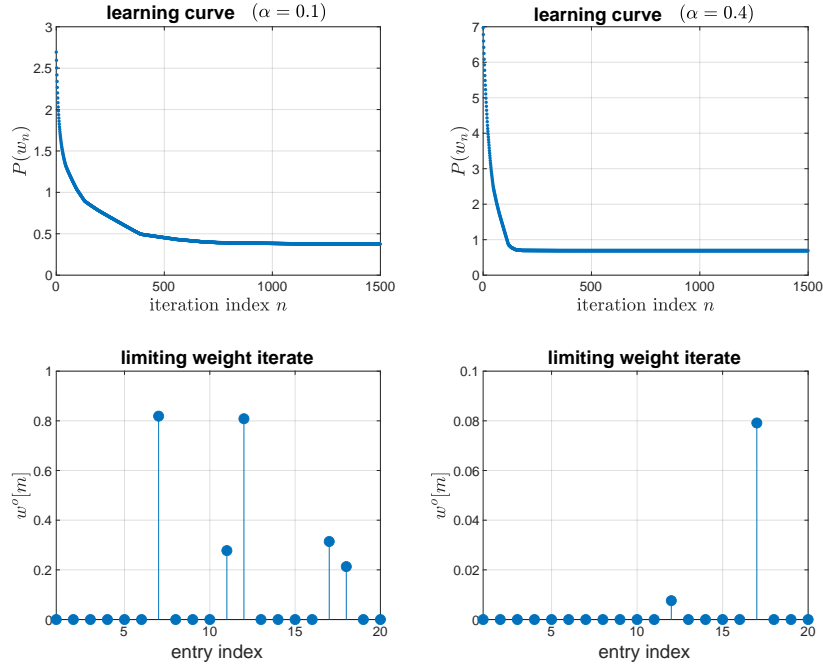 learning curve (α = 0.1)
3
2.5
2
1.5
1
0.5
0
P(w_n)
0 500 1000 1500
iteration index n
learning curve (α = 0.4)
7
6
5
4
3
2
1
0
P(w_n)
0 500 1000 1500
iteration index n
limiting weight iterate
1
0.8
0.6
0.4
0.2
0
w^o[m]
5 10 15 20
entry index
limiting weight iterate
0.1
0.08
0.06
0.04
0.02
0
w^o[m]
5 10 15 20
entry index